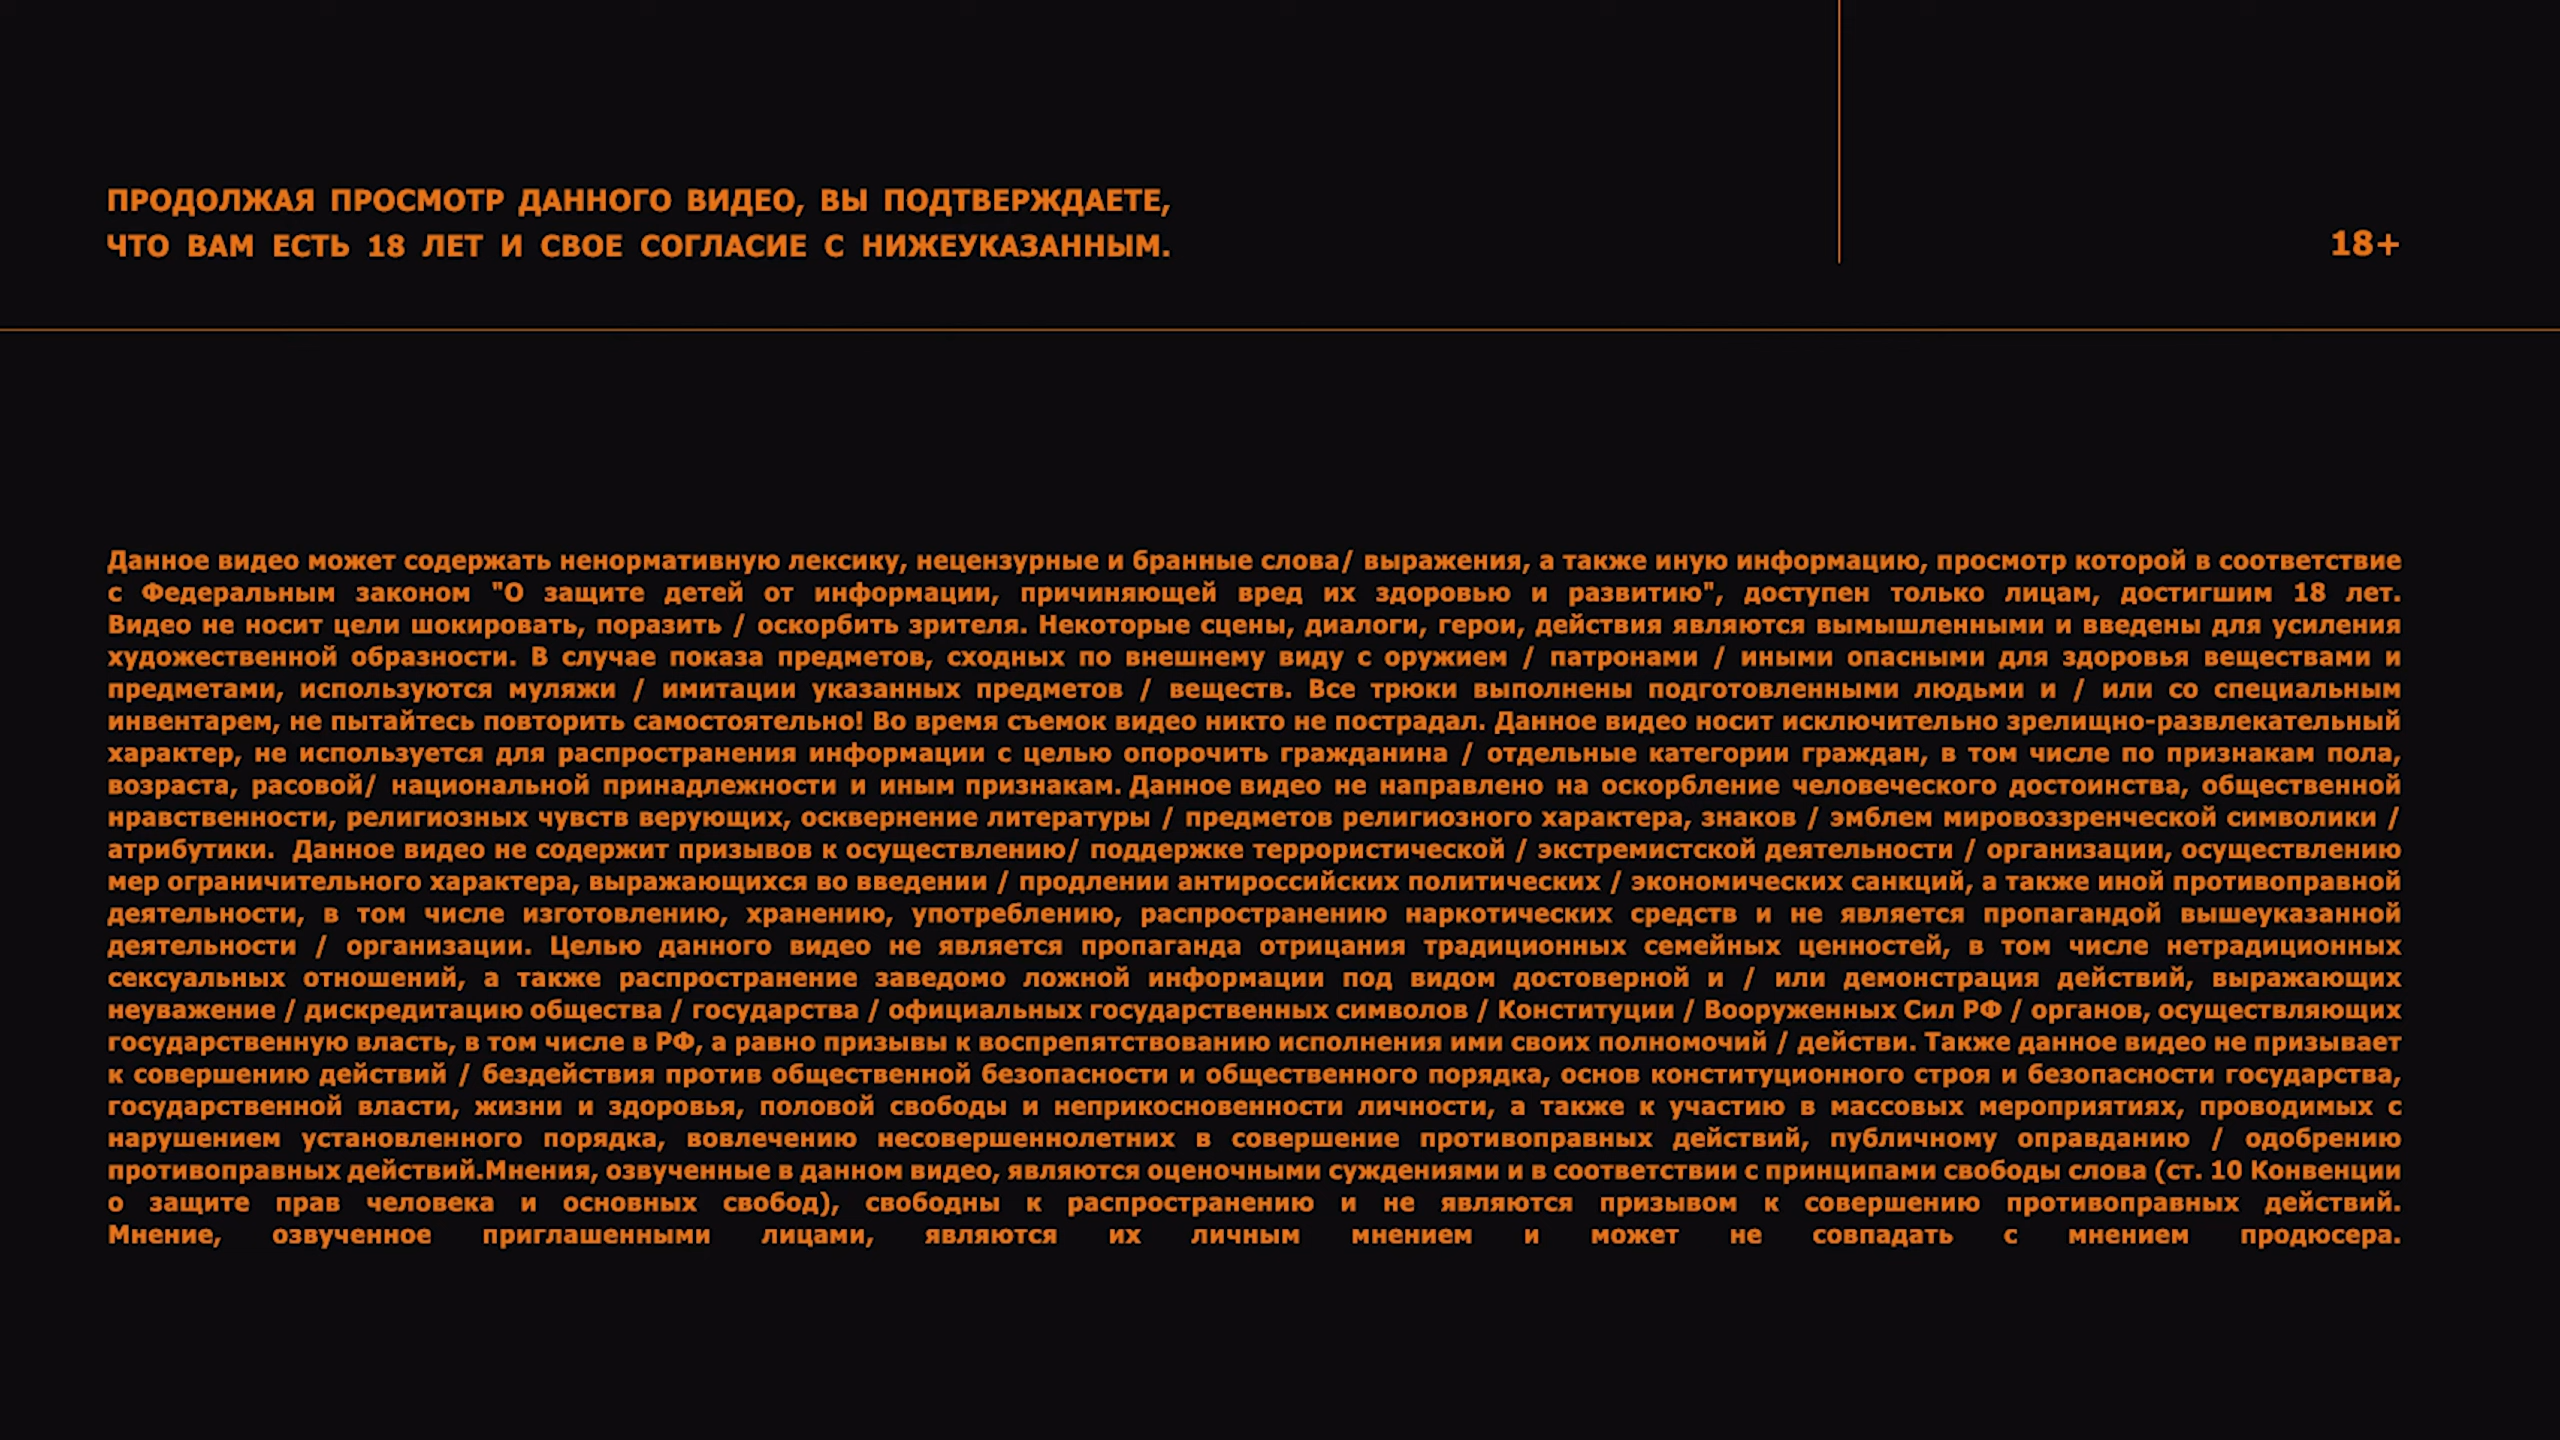 ПРОДОЛЖАЯ ПРОСМОТР ДАННОГО ВИДЕО, ВЫ ПОДТВЕРЖДАЕТЕ,
ЧТО ВАМ ЕСТЬ 18 ЛЕТ И СВОЕ СОГЛАСИЕ С НИЖЕУКАЗАННЫМ.
18+
Данное видео может содержать ненормативную лексику, нецензурные и бранные слова/ выражения, а также иную информацию, просмотр которой в соответствие
с Федеральным законом "О защите детей от информации, причиняющей вред их здоровью и развитию", доступен только лицам, достигшим 18 лет.
Видео не носит цели шокировать, поразить / оскорбить зрителя. Некоторые сцены, диалоги, герои, действия являются вымышленными и введены для усиления
художественной образности. В случае показа предметов, сходных по внешнему виду с оружием / патронами / иными опасными для здоровья веществами и
предметами, используются муляжи / имитации указанных предметов / веществ. Все трюки выполнены подготовленными людьми и / или со специальным
инвентарем, не пытайтесь повторить самостоятельно! Во время съемок видео никто не пострадал. Данное видео носит исключительно зрелищно-развлекательный
характер, не используется для распространения информации с целью опорочить гражданина / отдельные категории граждан, в том числе по признакам пола,
возраста, расовой/ национальной принадлежности и иным признакам. Данное видео не направлено на оскорбление человеческого достоинства, общественной
нравственности, религиозных чувств верующих, осквернение литературы / предметов религиозного характера, знаков / эмблем мировоззренческой символики /
атрибутики. Данное видео не содержит призывов к осуществлению/ поддержке террористической / экстремистской деятельности / организации, осуществлению
мер ограничительного характера, выражающихся во введении / продлении антироссийских политических / экономических санкций, а также иной противоправной
деятельности, в том числе изготовлению, хранению, употреблению, распространению наркотических средств и не является пропагандой вышеуказанной
деятельности / организации. Целью данного видео не является пропаганда отрицания традиционных семейных ценностей, в том числе нетрадиционных
сексуальных отношений, а также распространение заведомо ложной информации под видом достоверной и / или демонстрация действий, выражающих
неуважение / дискредитацию общества / государства / официальных государственных символов / Конституции / Вооруженных Сил РФ / органов, осуществляющих
государственную власть, в том числе в РФ, а равно призывы к воспрепятствованию исполнения ими своих полномочий / действи. Также данное видео не призывает
к совершению действий / бездействия против общественной безопасности и общественного порядка, основ конституционного строя и безопасности государства,
государственной власти, жизни и здоровья, половой свободы и неприкосновенности личности, а также к участию в массовых мероприятиях, проводимых с
нарушением установленного порядка, вовлечению несовершеннолетних в совершение противоправных действий, публичному оправданию / одобрению
противоправных действий.Мнения, озвученные в данном видео, являются оценочными суждениями и в соответствии с принципами свободы слова (ст. 10 Конвенции
о защите прав человека и основных свобод), свободны к распространению и не являются призывом к совершению противоправных действий.
Мнение, озвученное приглашенными лицами, являются их личным мнением и может не совпадать с мнением продюсера.